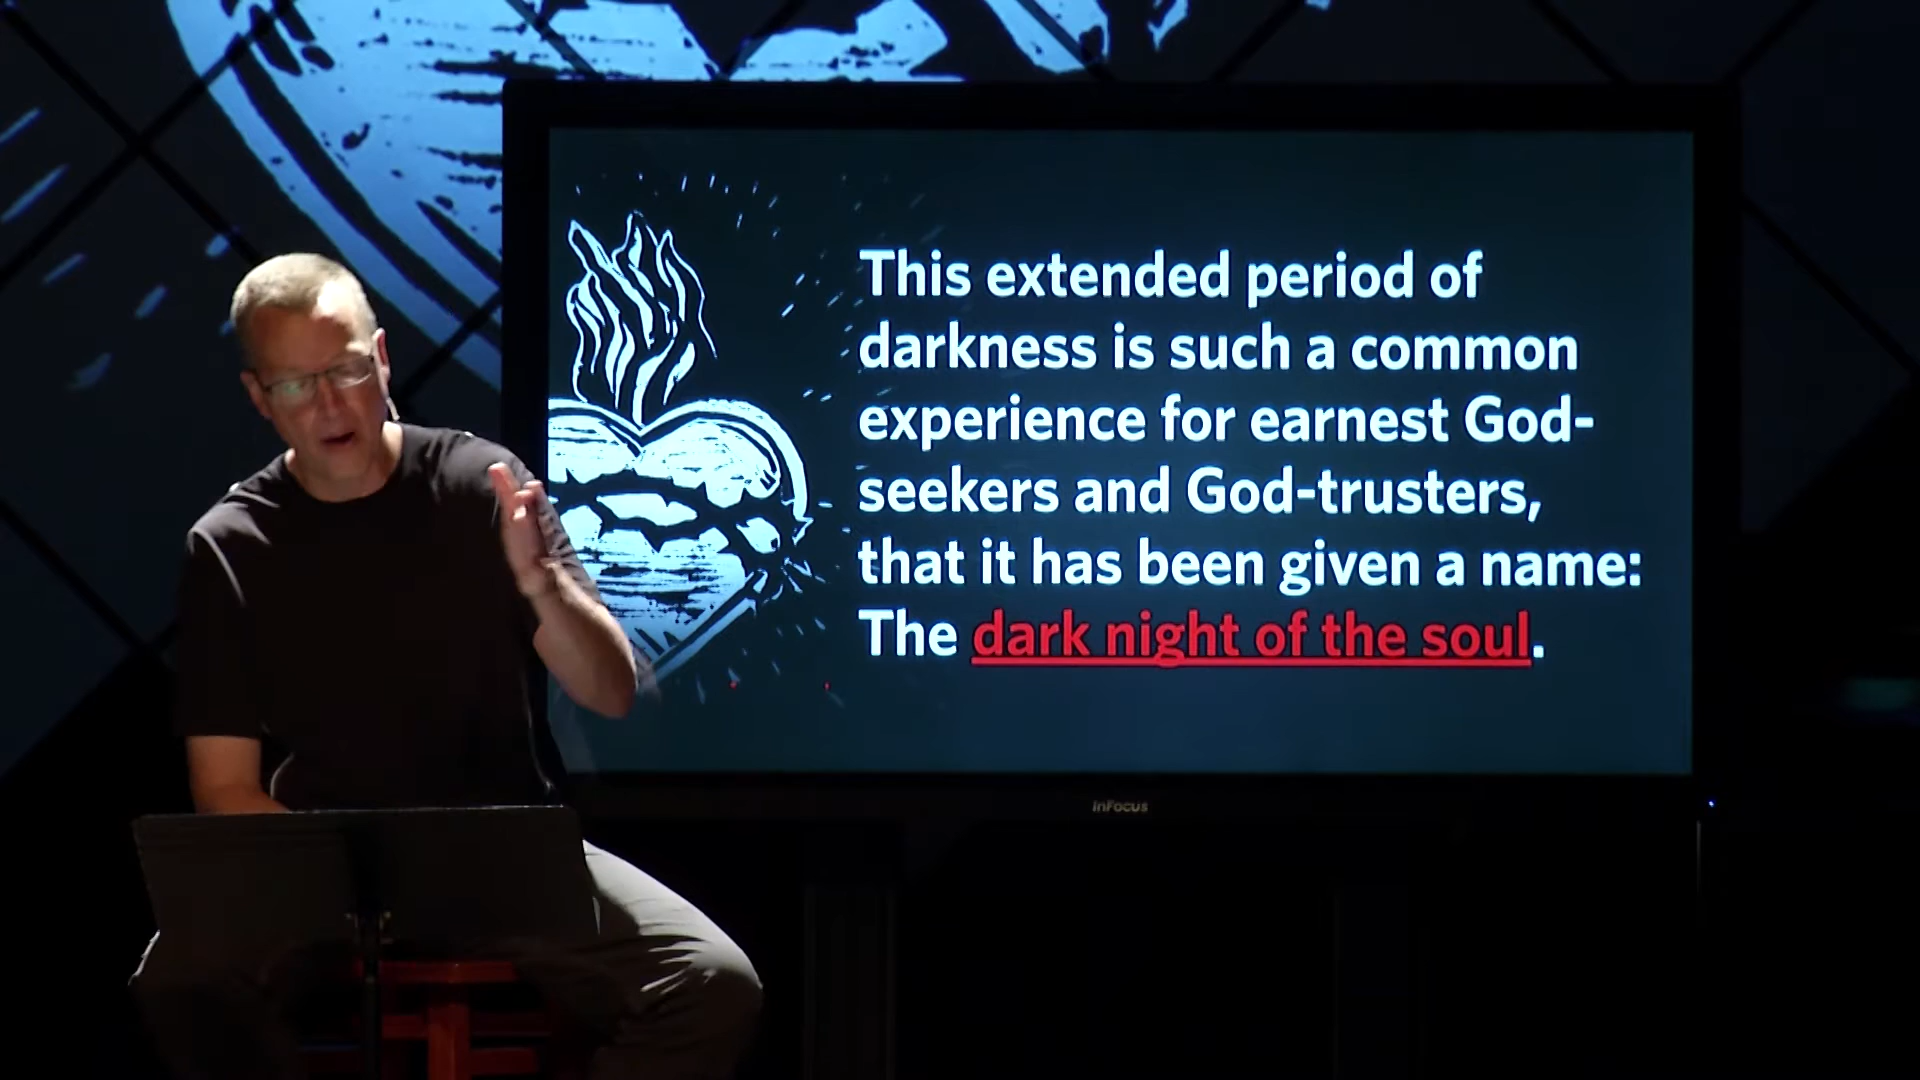 This extended period of
darkness is such a common
experience for earnest God-
seekers and God-trusters,
that it has been given a name:
The dark night of the soul.
InFocus